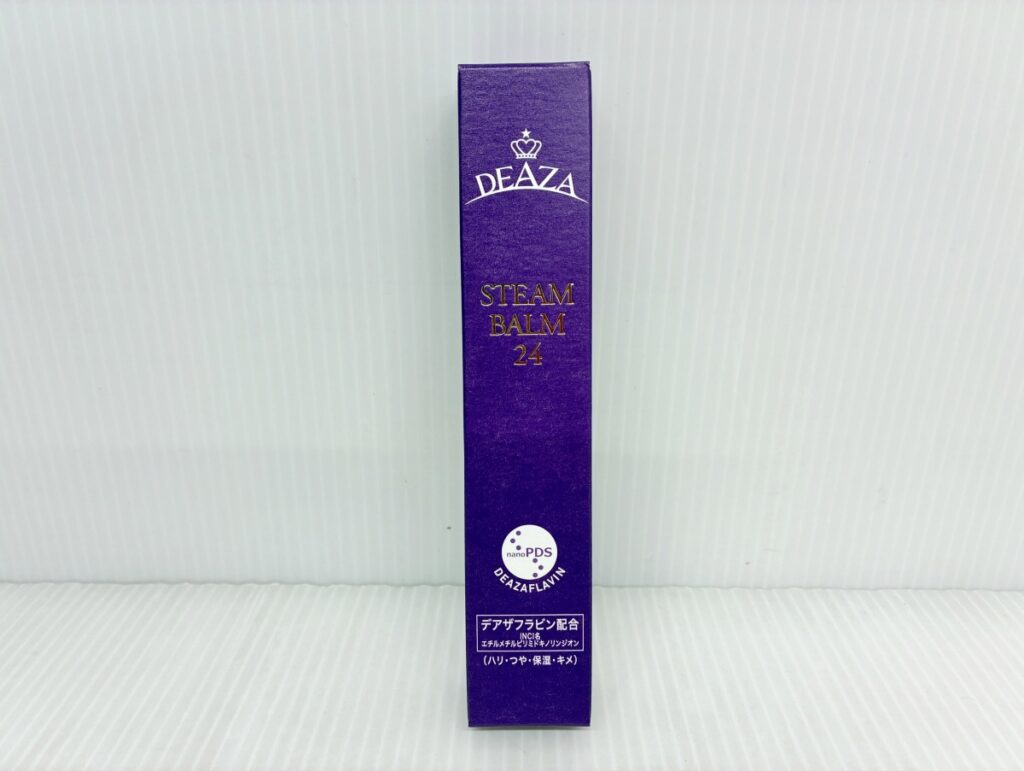 DEAZA
STEAM
BALM
24
nanoPDS
DEAZAFLAVIN
デアザフラビン配合
INCI名
エチルメチルピリミドキノリンジオン
(ハリ・つや・保湿・キメ)